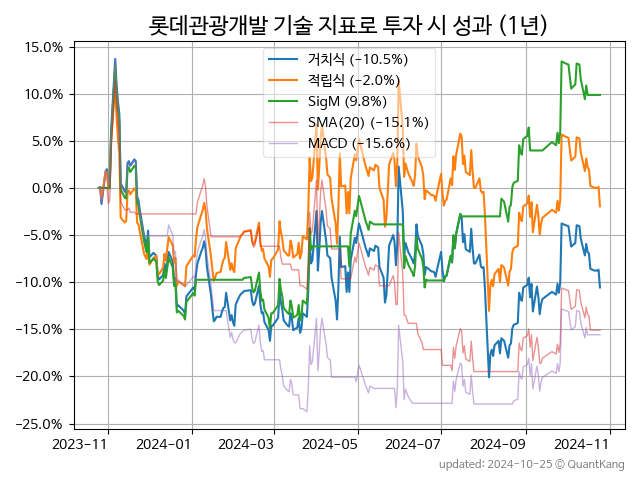 롯데관광개발 기술 지표로 투자 시 성과 (1년)
15.0%
10.0%
5.0%
0.0%
−5.0%
−10.0%
−15.0%
−20.0%
−25.0%
거치식 (−10.5%)
적립식 (−2.0%)
SigM (9.8%)
SMA(20) (−15.1%)
MACD (−15.6%)
2023−11
2024−01
2024−03
2024−05
2024−07
2024−09
2024−11
updated: 2024-10-25 © QuantKang